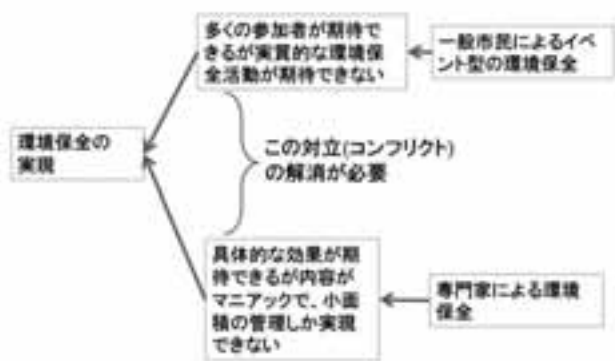 多くの参加者が期待で
きるが実質的な環境保
全活動が期待できない
一般市民によるイベ
ント型の環境保全
環境保全の
実現
この対立(コンフリクト)
の解消が必要
具体的な効果が期
待できるが内容が
マニアックで、小面
積の管理しか実現
できない
専門家による環境
保全